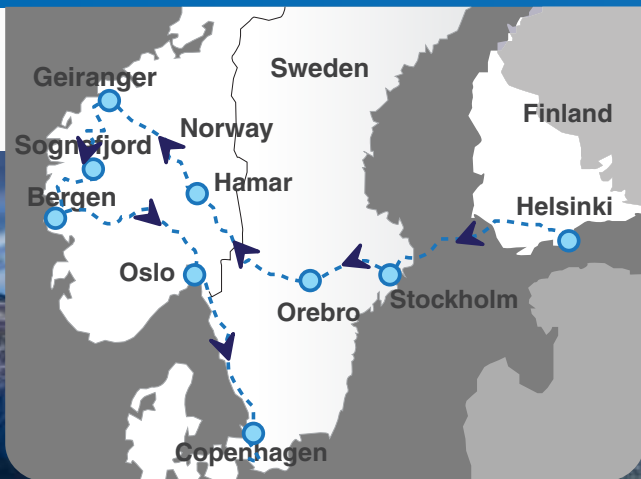 Geiranger
Sweden
Norway
Finland
Sognefjord
Hamar
Bergen
Helsinki
Oslo
Orebro
Stockholm
Copenhagen